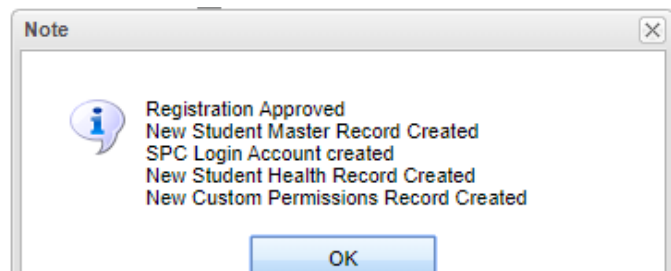 Note
Registration Approved
New Student Master Record Created
SPC Login Account created
New Student Health Record Created
New Custom Permissions Record Created
OK